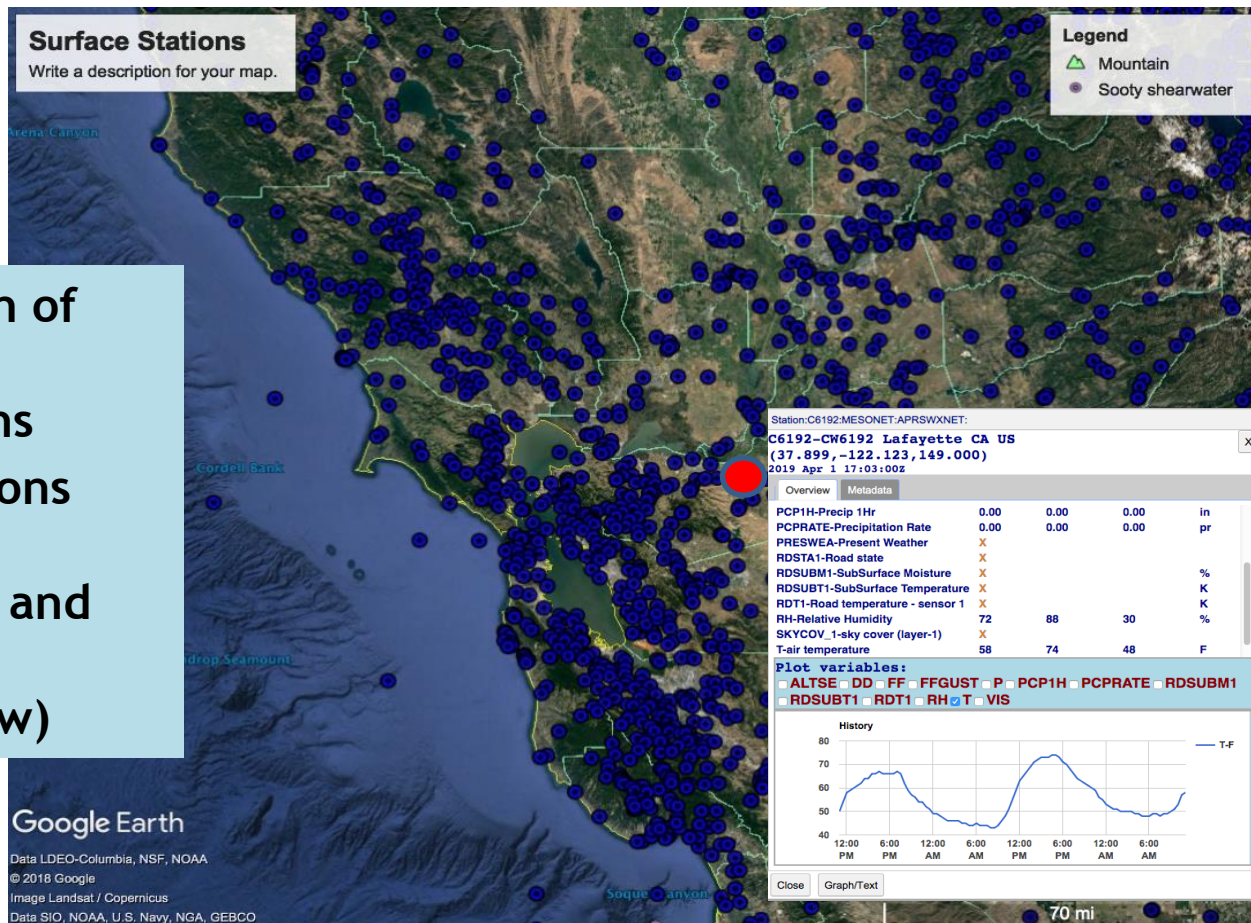 Surface Stations
Write a description for your map.
Legend
Mountain
Sooty shearwater
Arena Canyon
of
ns
ons
and
w)
Cordell Bank
Seamount
Station:C6192:MESONET:APRSWXNET:
C6192-CW6192 Lafayette CA US
(37.899,-122.123,149.000)
2019 Apr 1 17:03:00Z
X
Overview Metadata
PCP1H-Precip 1Hr 0.00 0.00 0.00 in
PCPRATE-Precipitation Rate 0.00 0.00 0.00 pr
PRESWEA-Present Weather X
RDSTA1-Road state X
RDSUBM1-SubSurface Moisture X %
RDSUBT1-SubSurface Temperature X K
RDT1-Road temperature - sensor 1 X K
RH-Relative Humidity 72 88 30 %
SKYCOV_1-sky cover (layer-1) X
T-air temperature 58 74 48 F
Plot variables:
ALTSE DD FF FFGUST P PCP1H PCPRATE RDSUBM1
RDSUBT1 RDT1 RH T VIS
History
T-F
80
70
60
50
40
12:00 PM 6:00 PM 12:00 AM 6:00 AM 12:00 PM 6:00 PM 12:00 AM 6:00 AM
Close Graph/Text
Google Earth
Data LDEO-Columbia, NSF, NOAA
© 2018 Google
Image Landsat / Copernicus
Data SIO, NOAA, U.S. Navy, NGA, GEBCO
Canyon
70 mi